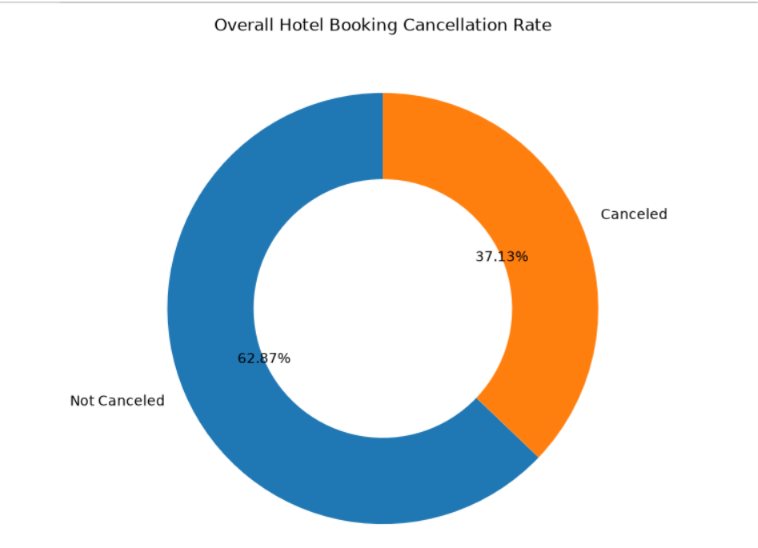 Overall Hotel Booking Cancellation Rate
Canceled
37.13%
62.87%
Not Canceled